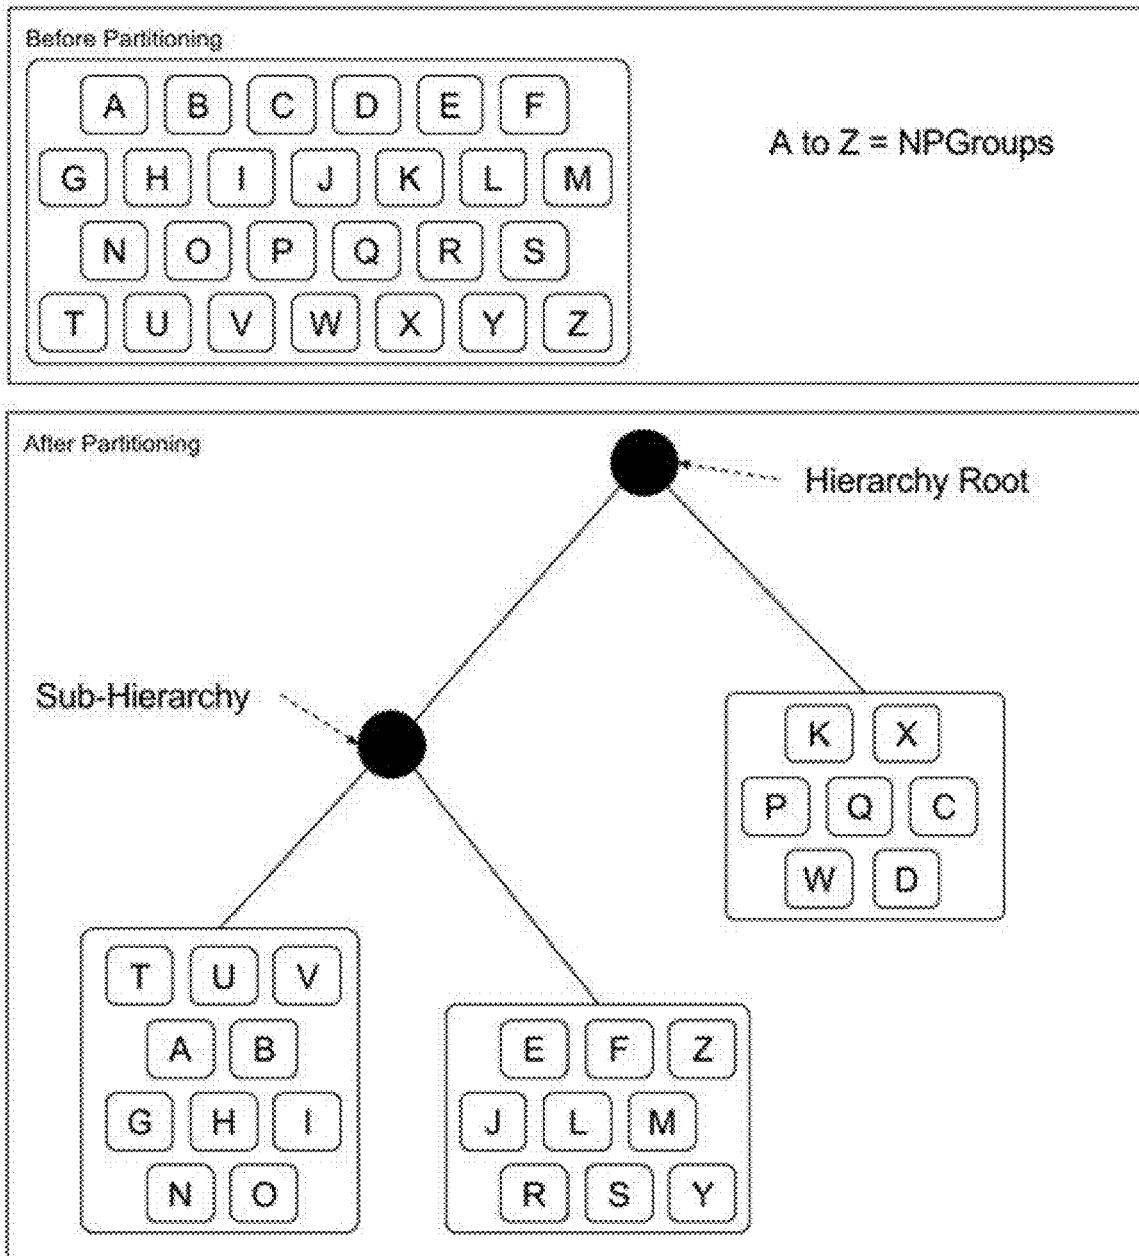 Before Partitioning
A B C D E F
A to Z = NPGroups
G H I J K L M
N O P Q R S
T U V W X Y Z
After Partitioning
Hierarchy Root
Sub-Hierarchy
K X
P Q C
W D
T U V
A B
G H I
N O
E F Z
J L M
R S Y